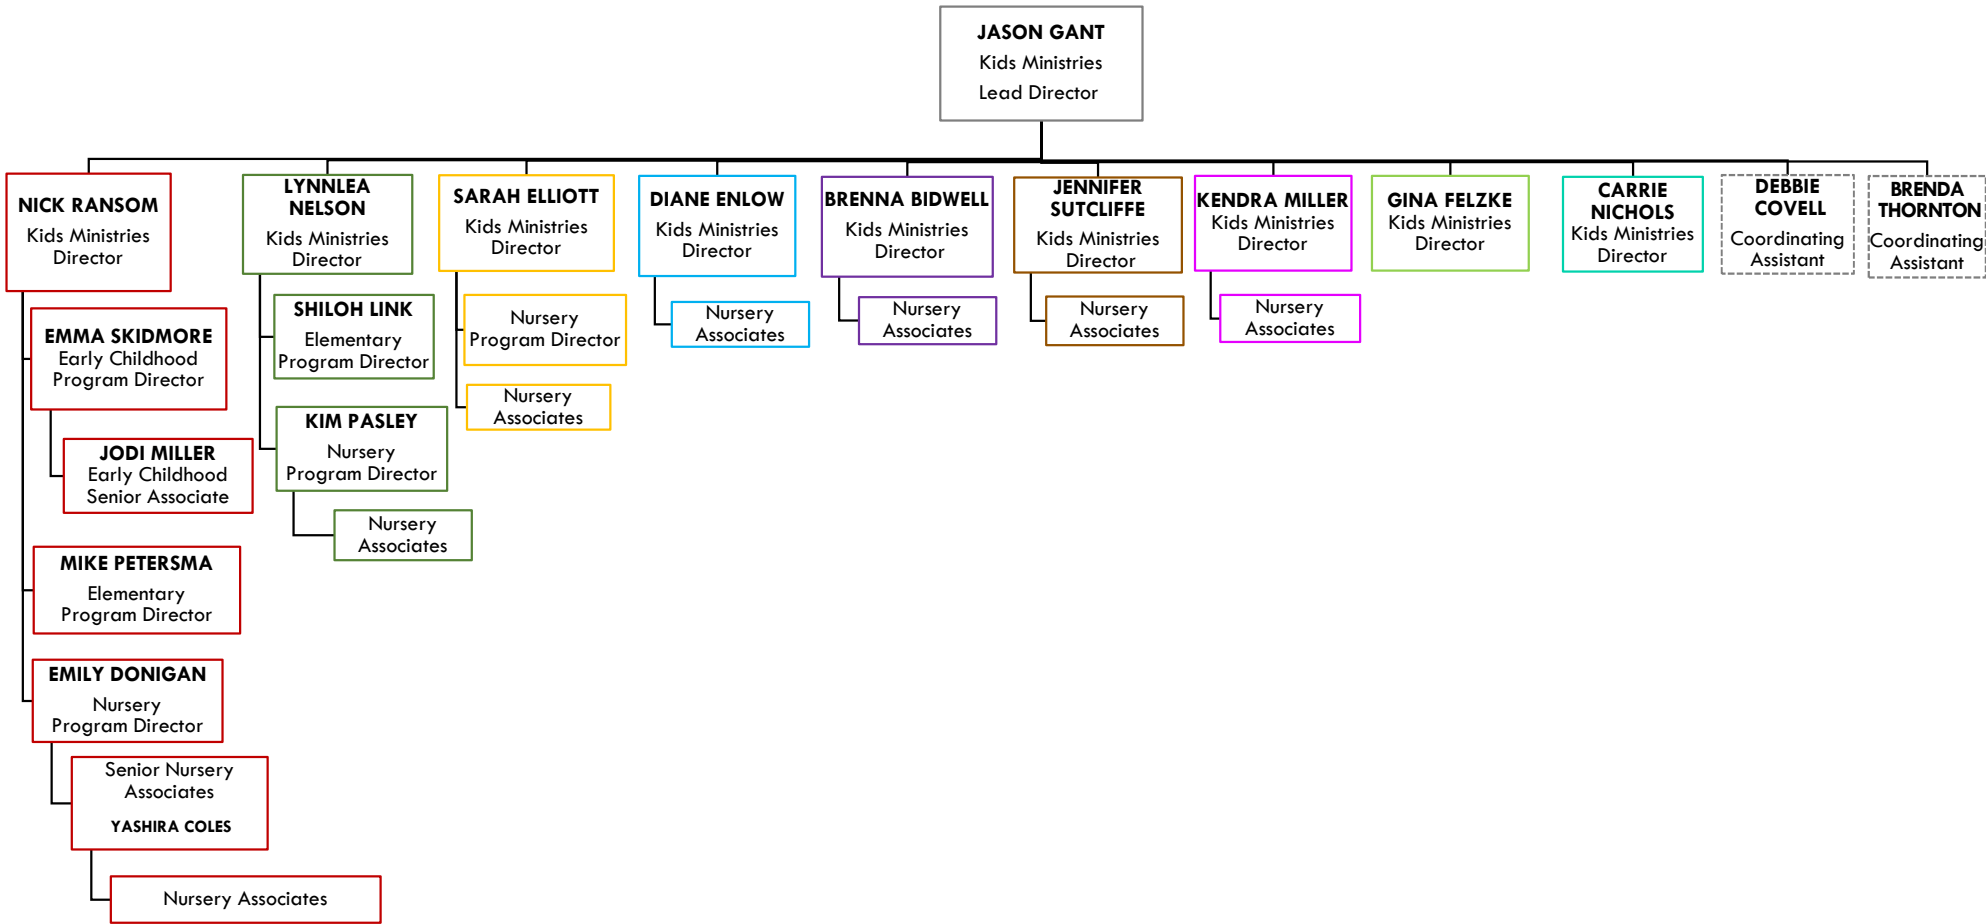 JASON GANT
Kids Ministries
Lead Director
NICK RANSOM
Kids Ministries
Director
LYNNLEA
NELSON
Kids Ministries
Director
SARAH ELLIOTT
Kids Ministries
Director
DIANE ENLOW
Kids Ministries
Director
BRENNA BIDWELL
Kids Ministries
Director
JENNIFER
SUTCLIFFE
Kids Ministries
Director
KENDRA MILLER
Kids Ministries
Director
GINA FELZKE
Kids Ministries
Director
CARRIE
NICHOLS
Kids Ministries
Director
DEBBIE
COVELL
Coordinating
Assistant
BRENDA
THORNTON
Coordinating
Assistant
EMMA SKIDMORE
Early Childhood
Program Director
JODI MILLER
Early Childhood
Senior Associate
MIKE PETERSMA
Elementary
Program Director
EMILY DONIGAN
Nursery
Program Director
Senior Nursery
Associates
YASHIRA COLES
Nursery Associates
SHILOH LINK
Elementary
Program Director
KIM PASLEY
Nursery
Program Director
Nursery
Associates
Nursery
Program Director
Nursery
Associates
Nursery
Associates
Nursery
Associates
Nursery
Associates
Nursery
Associates